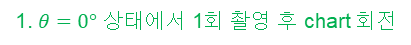 1. θ = 0° 상태에서 1회 촬영 후 chart 회전